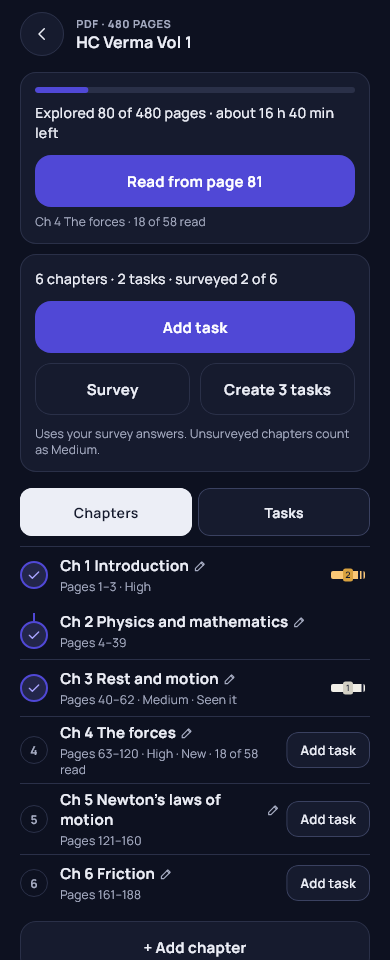 PDF · 480 PAGES
HC Verma Vol 1
Explored 80 of 480 pages · about 16 h 40 min
left
Read from page 81
Ch 4 The forces · 18 of 58 read
6 chapters · 2 tasks · surveyed 2 of 6
Add task
Survey
Create 3 tasks
Uses your survey answers. Unsurveyed chapters count
as Medium.
Chapters
Tasks
Ch 1 Introduction
Pages 1–3 · High
2
Ch 2 Physics and mathematics
Pages 4–39
Ch 3 Rest and motion
Pages 40–62 · Medium · Seen it
1
4
Ch 4 The forces
Pages 63–120 · High · New · 18 of 58
read
Add task
5
Ch 5 Newton's laws of
motion
Pages 121–160
Add task
6
Ch 6 Friction
Pages 161–188
Add task
+ Add chapter